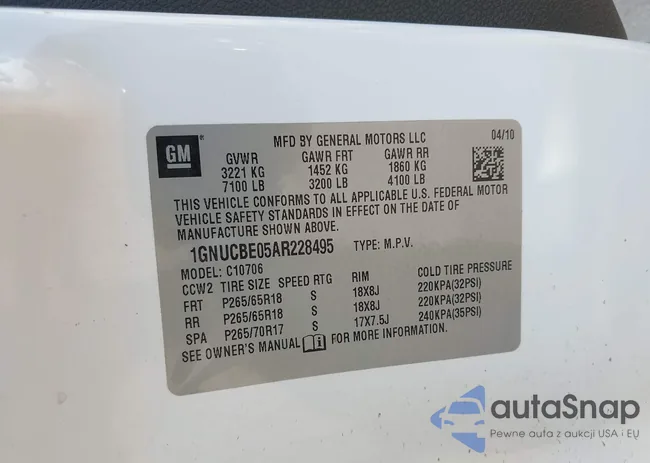 GM
MFD BY GENERAL MOTORS LLC 04/10
GVWR GAWR FRT GAWR RR
3221 KG 1452 KG 1860 KG
7100 LB 3200 LB 4100 LB
THIS VEHICLE CONFORMS TO ALL APPLICABLE U.S. FEDERAL MOTOR
VEHICLE SAFETY STANDARDS IN EFFECT ON THE DATE OF
MANUFACTURE SHOWN ABOVE.
1GNUCBE05AR228495 TYPE: M.P.V.
MODEL: C10706
CCW2 TIRE SIZE SPEED RTG RIM COLD TIRE PRESSURE
FRT P265/65R18 S 18X8J 220KPA(32PSI)
RR P265/65R18 S 18X8J 220KPA(32PSI)
SPA P265/70R17 S 17X7.5J 240KPA(35PSI)
SEE OWNER'S MANUAL FOR MORE INFORMATION.
autaSnap
Pewne auta z aukcji USA i EU